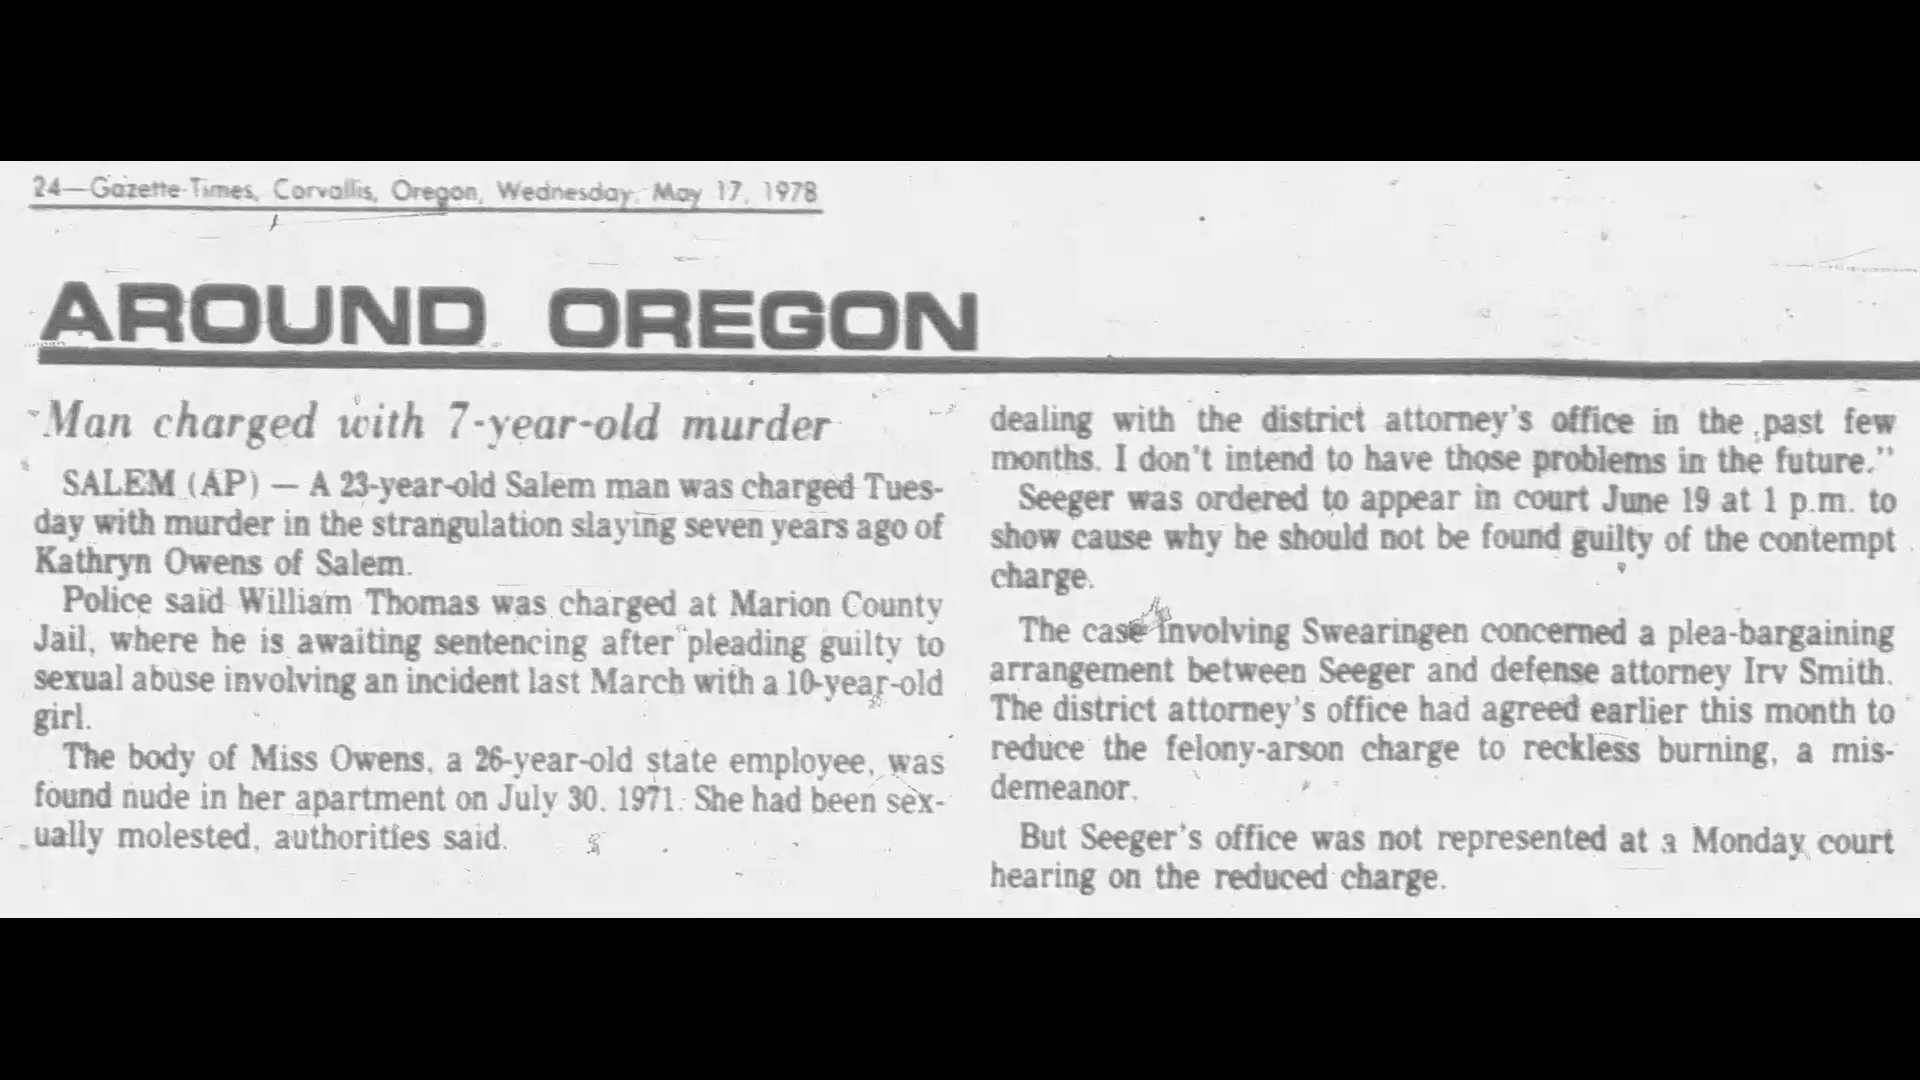 24—Gazette-Times, Corvallis, Oregon, Wednesday, May 17, 1978
AROUND OREGON
Man charged with 7-year-old murder
SALEM (AP) — A 23-year-old Salem man was charged Tues-
day with murder in the strangulation slaying seven years ago of
Kathryn Owens of Salem.
Police said William Thomas was charged at Marion County
Jail, where he is awaiting sentencing after pleading guilty to
sexual abuse involving an incident last March with a 10-year-old
girl.
The body of Miss Owens, a 26-year-old state employee, was
found nude in her apartment on July 30, 1971. She had been sex-
ually molested, authorities said.
dealing with the district attorney's office in the past few
months. I don't intend to have those problems in the future."
Seeger was ordered to appear in court June 19 at 1 p.m. to
show cause why he should not be found guilty of the contempt
charge.
The case involving Swearingen concerned a plea-bargaining
arrangement between Seeger and defense attorney Irv Smith.
The district attorney's office had agreed earlier this month to
reduce the felony-arson charge to reckless burning, a mis-
demeanor.
But Seeger's office was not represented at a Monday court
hearing on the reduced charge.